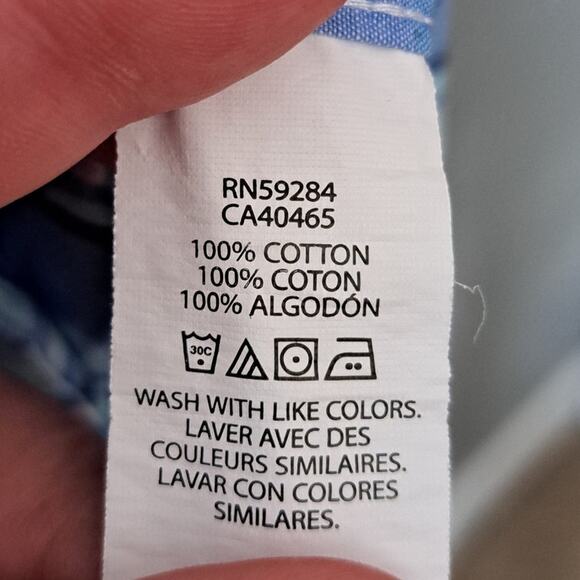 RN59284
CA40465
100% COTTON
100% COTON
100% ALGODÓN
30C
WASH WITH LIKE COLORS.
LAVER AVEC DES
COULEURS SIMILAIRES.
LAVAR CON COLORES
SIMILARES.